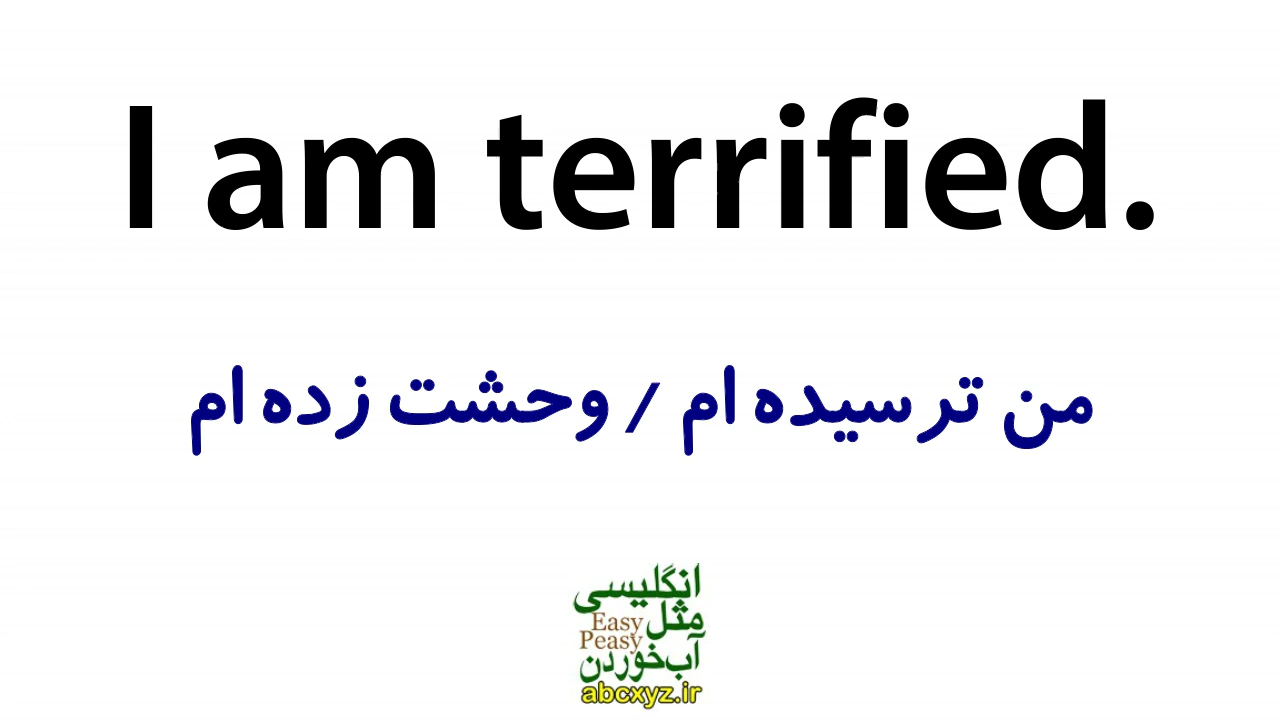 I am terrified.
من ترسیده ام / وحشت زده ام
انگلیسی
مثل
Easy
Peasy
آب خوردن
abcxyz.ir